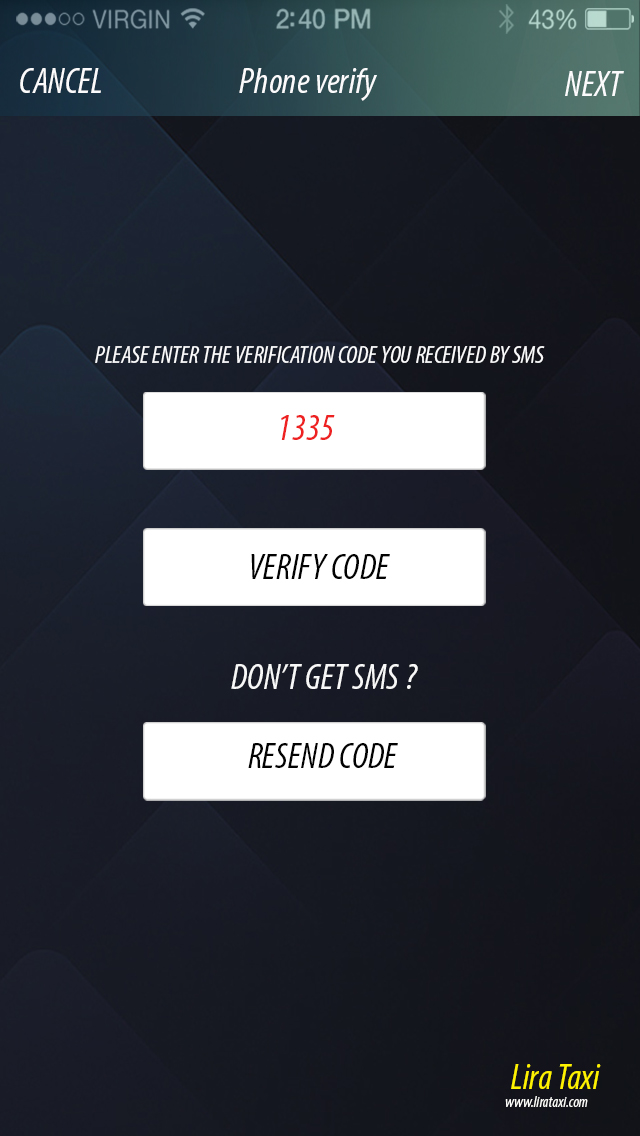 VIRGIN 2:40 PM 43%
CANCEL Phone verify NEXT
PLEASE ENTER THE VERIFICATION CODE YOU RECEIVED BY SMS
1335
VERIFY CODE
DON'T GET SMS ?
RESEND CODE
Lira Taxi
www.lirataxi.com